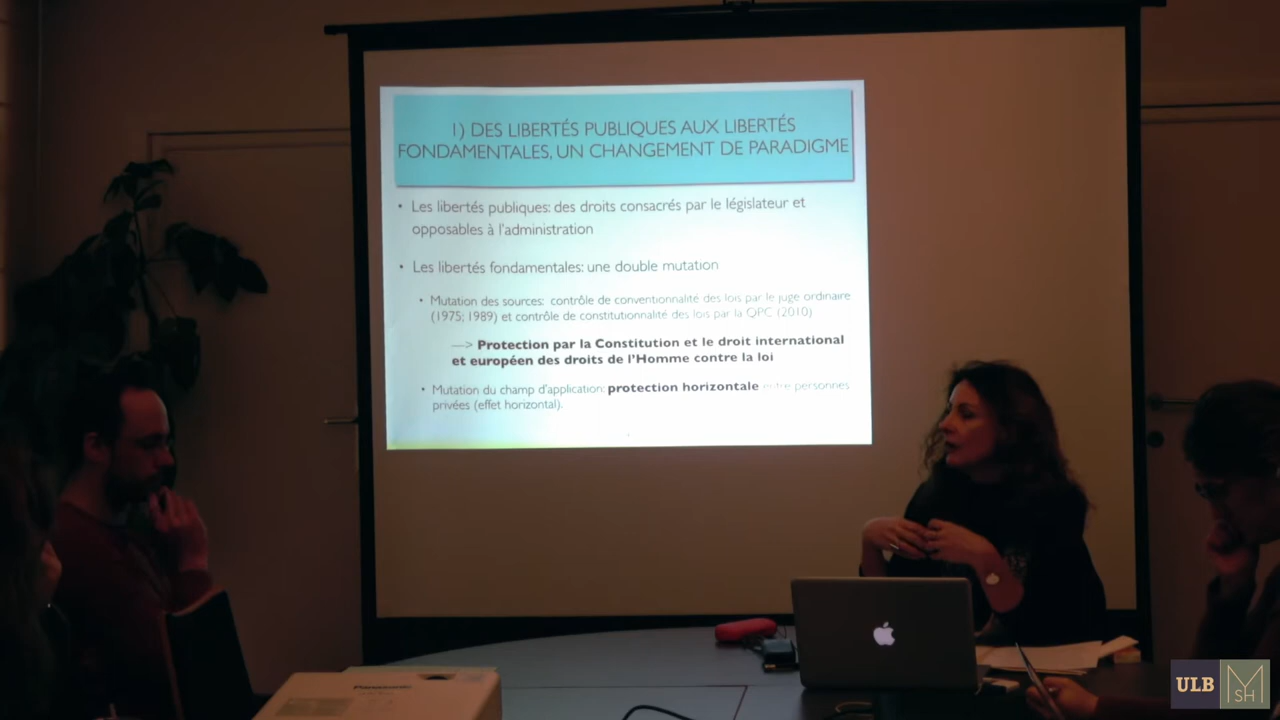 1) DES LIBERTÉS PUBLIQUES AUX LIBERTÉS
FONDAMENTALES, UN CHANGEMENT DE PARADIGME
• Les libertés publiques: des droits consacrés par le législateur et
opposables à l'administration
• Les libertés fondamentales: une double mutation
• Mutation des sources: contrôle de conventionnalité des lois par le juge ordinaire
(1975; 1989) et contrôle de constitutionnalité des lois par la QPC (2010)
—> Protection par la Constitution et le droit international
et européen des droits de l'Homme contre la loi
• Mutation du champ d'application: protection horizontale entre personnes
privées (effet horizontal).
Panasonic
ULB
MSH